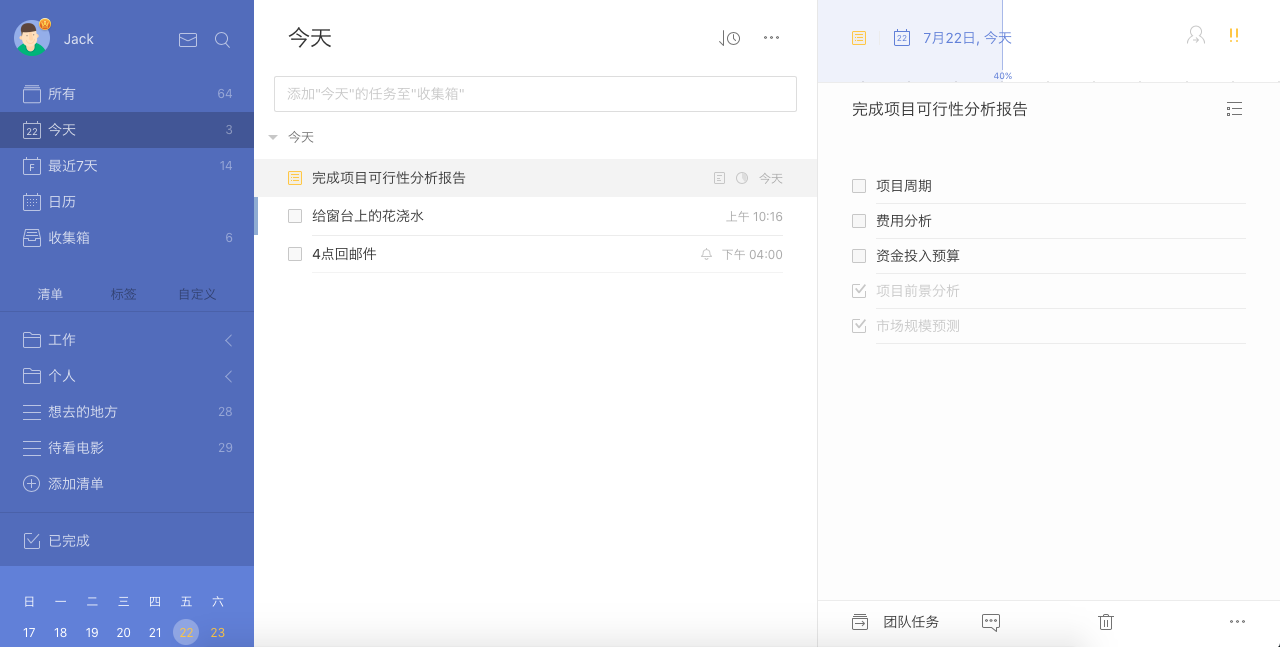 Jack
所有 64
22 今天 3
F 最近7天 14
日历
收集箱 6
清单 标签 自定义
工作
个人
想去的地方 28
待看电影 29
添加清单
已完成
日 一 二 三 四 五 六
17 18 19 20 21 22 23
今天
添加"今天"的任务至"收集箱"
今天
完成项目可行性分析报告 今天
给窗台上的花浇水 上午 10:16
4点回邮件 下午 04:00
22 7月22日, 今天 !!
40%
完成项目可行性分析报告
项目周期
费用分析
资金投入预算
项目前景分析
市场规模预测
团队任务